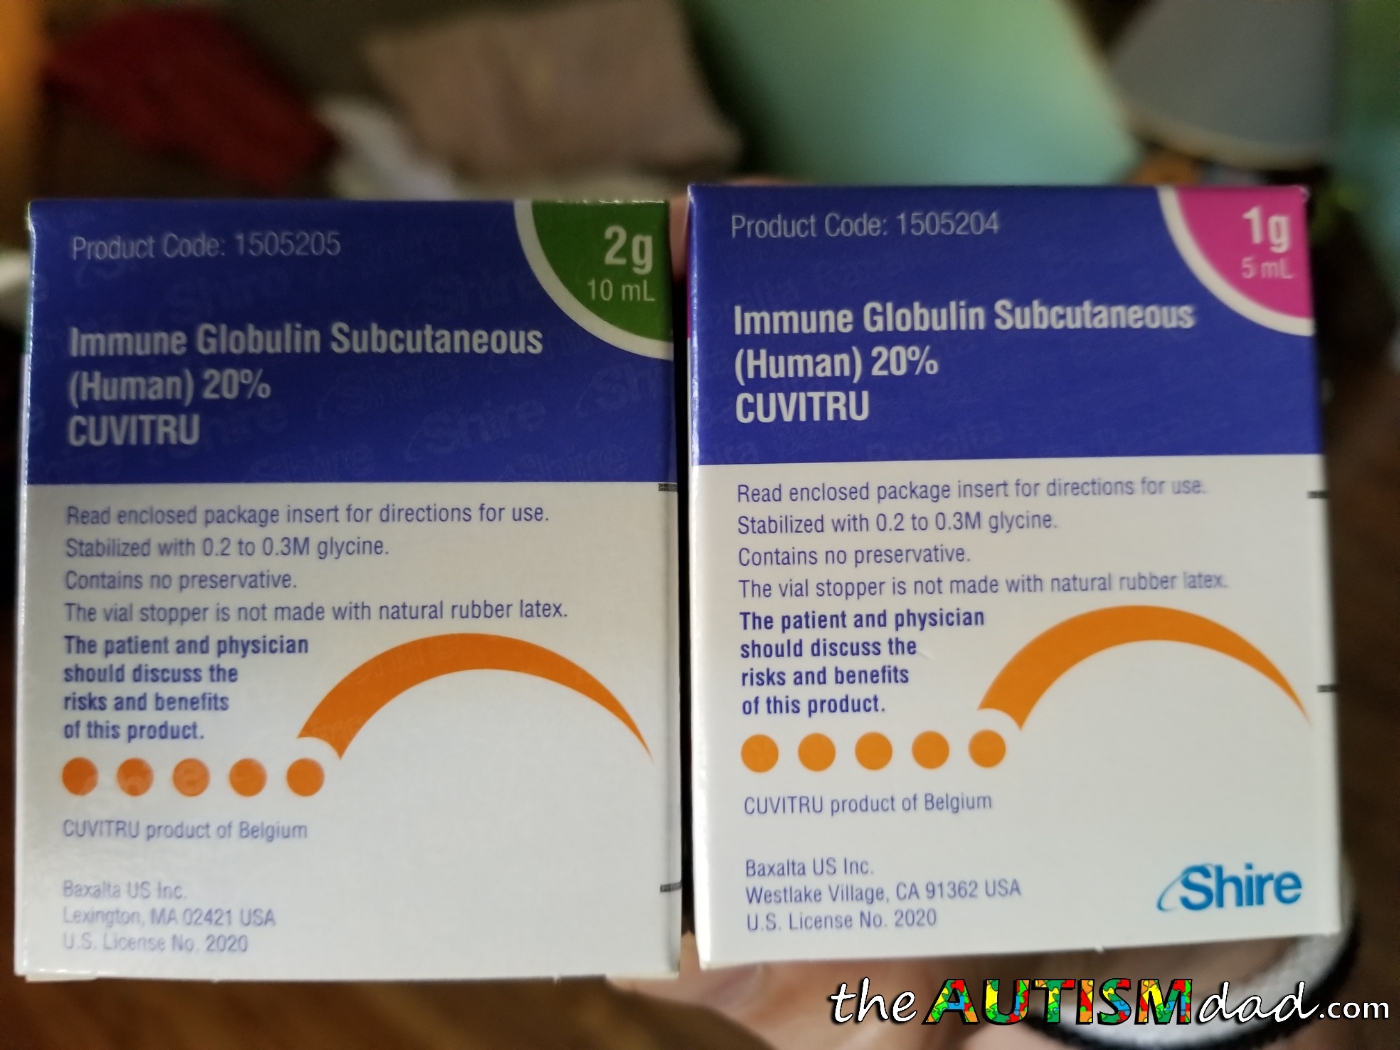 Product Code: 1505205
2g
10 mL
Immune Globulin Subcutaneous
(Human) 20%
CUVITRU
Read enclosed package insert for directions for use.
Stabilized with 0.2 to 0.3M glycine.
Contains no preservative.
The vial stopper is not made with natural rubber latex.
The patient and physician
should discuss the
risks and benefits
of this product.
CUVITRU product of Belgium
Baxalta US Inc.
Lexington, MA 02421 USA
U.S. License No. 2020
Product Code: 1505204
1g
5 mL
Immune Globulin Subcutaneous
(Human) 20%
CUVITRU
Read enclosed package insert for directions for use.
Stabilized with 0.2 to 0.3M glycine.
Contains no preservative.
The vial stopper is not made with natural rubber latex.
The patient and physician
should discuss the
risks and benefits
of this product.
CUVITRU product of Belgium
Baxalta US Inc.
Westlake Village, CA 91362 USA
U.S. License No. 2020
Shire
the AUTISM dad.com